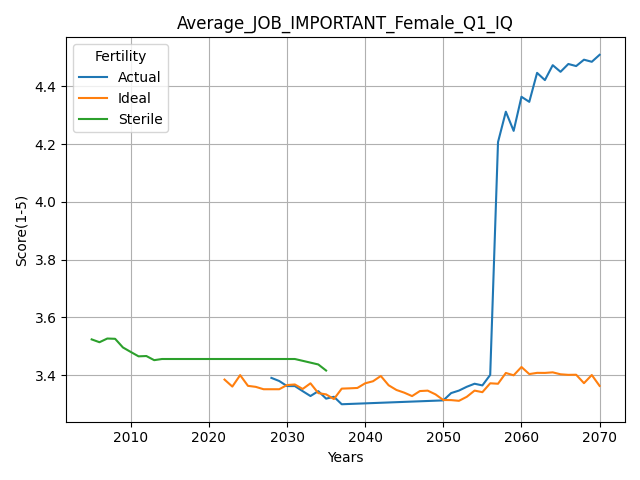 Average_JOB_IMPORTANT_Female_Q1_IQ
Fertility
Actual
Ideal
Sterile
Score(1-5)
4.4
4.2
4.0
3.8
3.6
3.4
2010 2020 2030 2040 2050 2060 2070
Years